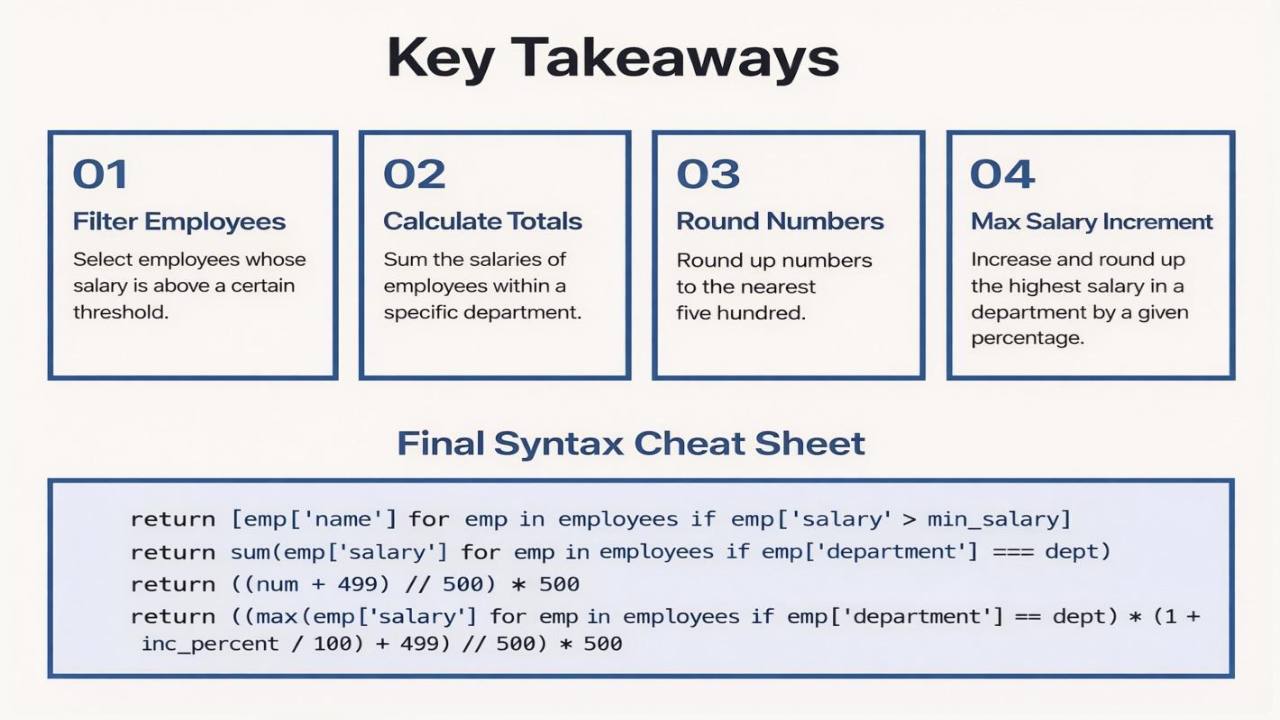 Key Takeaways
01
Filter Employees
Select employees whose
salary is above a certain
threshold.
02
Calculate Totals
Sum the salaries of
employees within a
specific department.
03
Round Numbers
Round up numbers
to the nearest
five hundred.
04
Max Salary Increment
Increase and round up
the highest salary in a
department by a given
percentage.
Final Syntax Cheat Sheet
return [emp['name'] for emp in employees if emp['salary' > min_salary]
return sum(emp['salary'] for emp in employees if emp['department'] === dept)
return ((num + 499) // 500) * 500
return ((max(emp['salary'] for emp in employees if emp['department'] == dept) * (1 +
inc_percent / 100) + 499) // 500) * 500